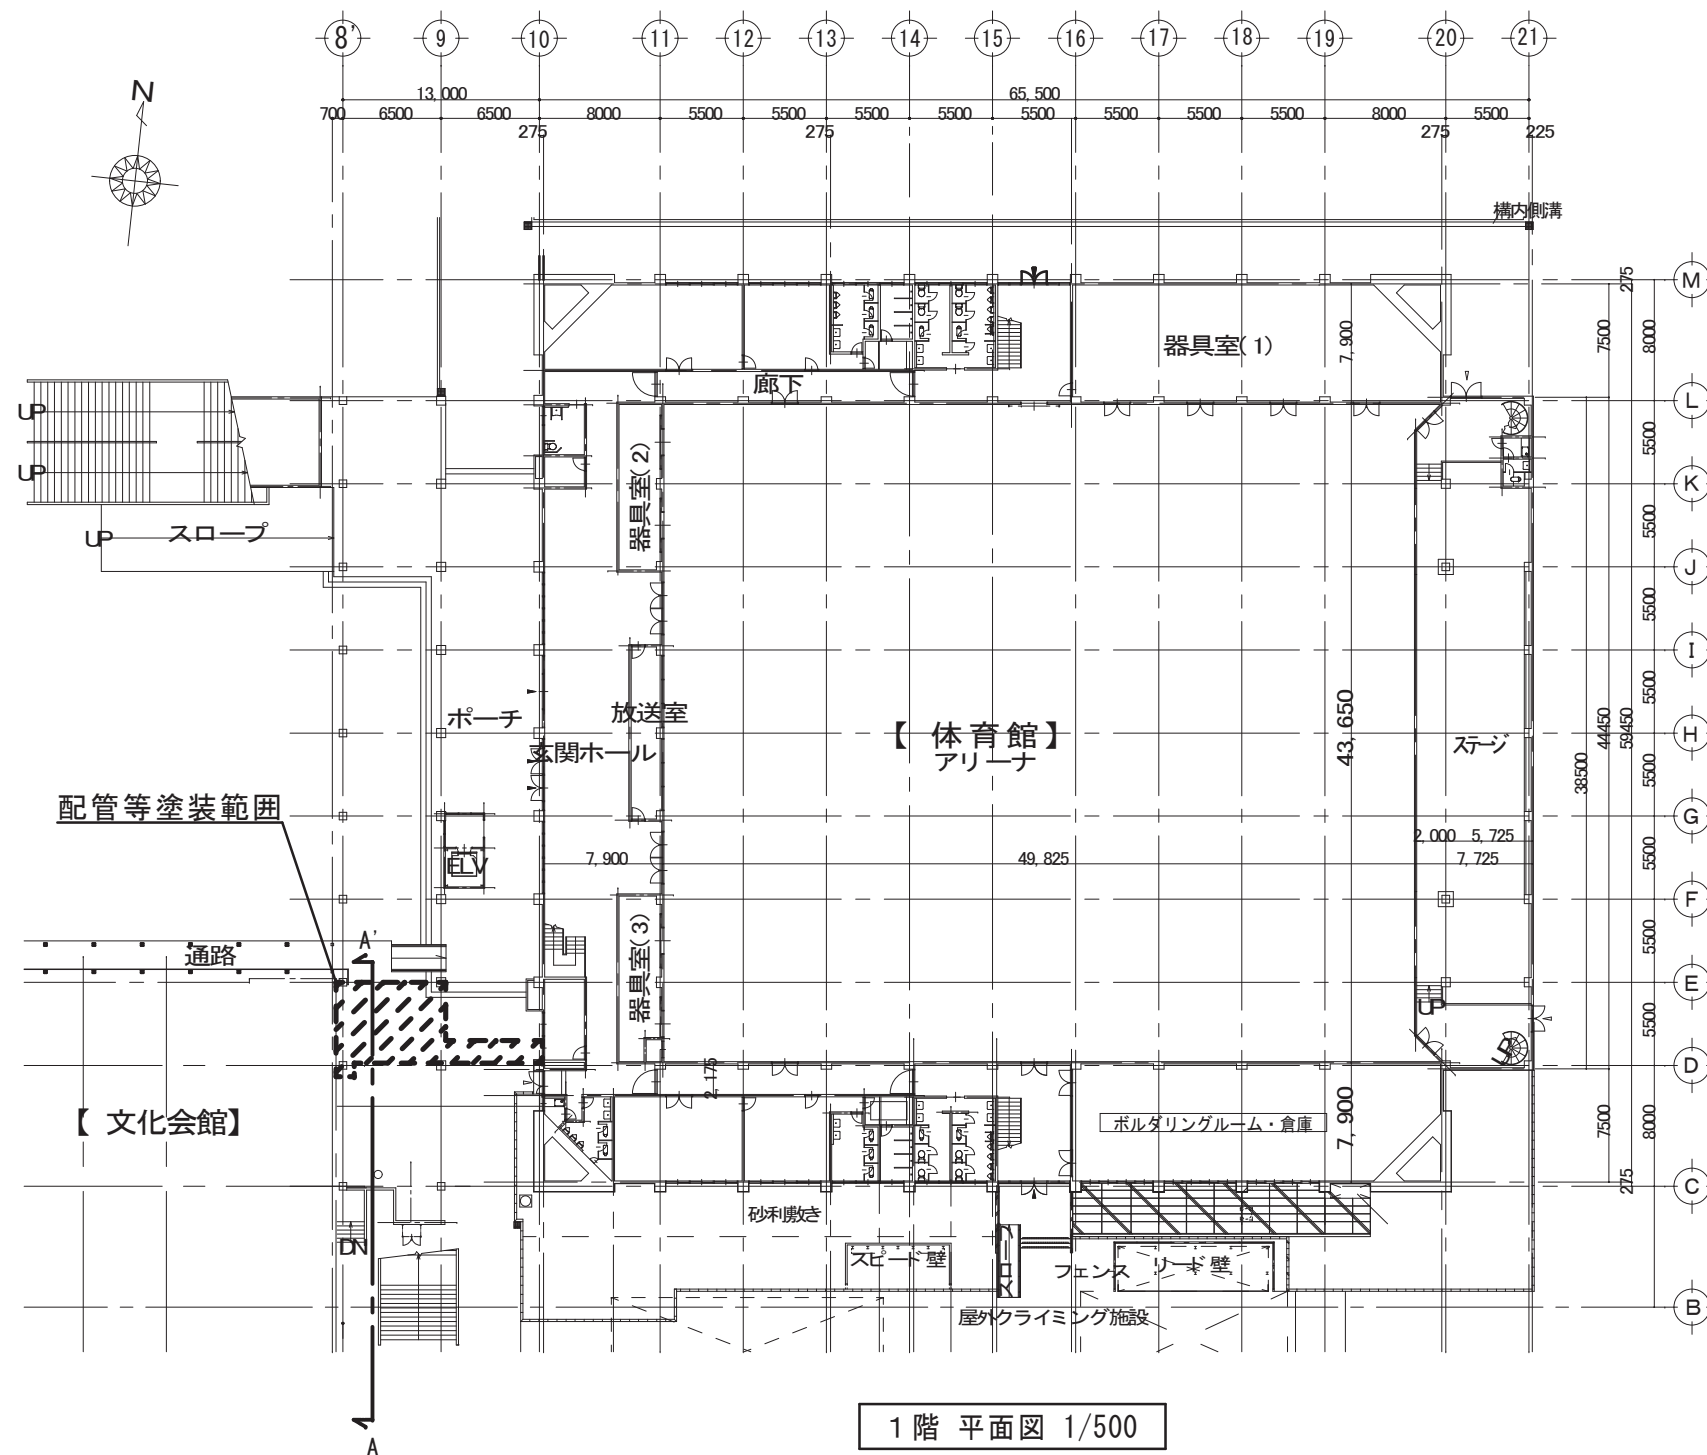 8' 9 10 11 12 13 14 15 16 17 18 19 20 21
13,000 65,500
700 6500 6500 8000 5500 5500 5500 5500 5500 5500 5500 5500 8000 5500
275 275 275 225
N
構内側溝
M
275
器具室(1)
7,900
7500
8000
廊下
L
UP
UP
UP
スロープ
器具室(2)
5500
K
5500
J
5500
I
5500
ポーチ
放送室
玄関ホール
【 体育館】
アリーナ
43,650
ステージ
38500
44450
59450
H
5500
配管等塗装範囲
G
ELV
7,900
49,825
2,000 5,725
7,725
5500
F
5500
通路
A'
器具室(3)
E
UP
5500
UP
D
2,175
【 文化会館】
ボルダリングルーム・倉庫
7,900
7500
8000
275
C
砂利敷き
DN
スピード壁
スロープ
フェンス
リード壁
屋外クライミング施設
B
A
1階 平面図 1/500